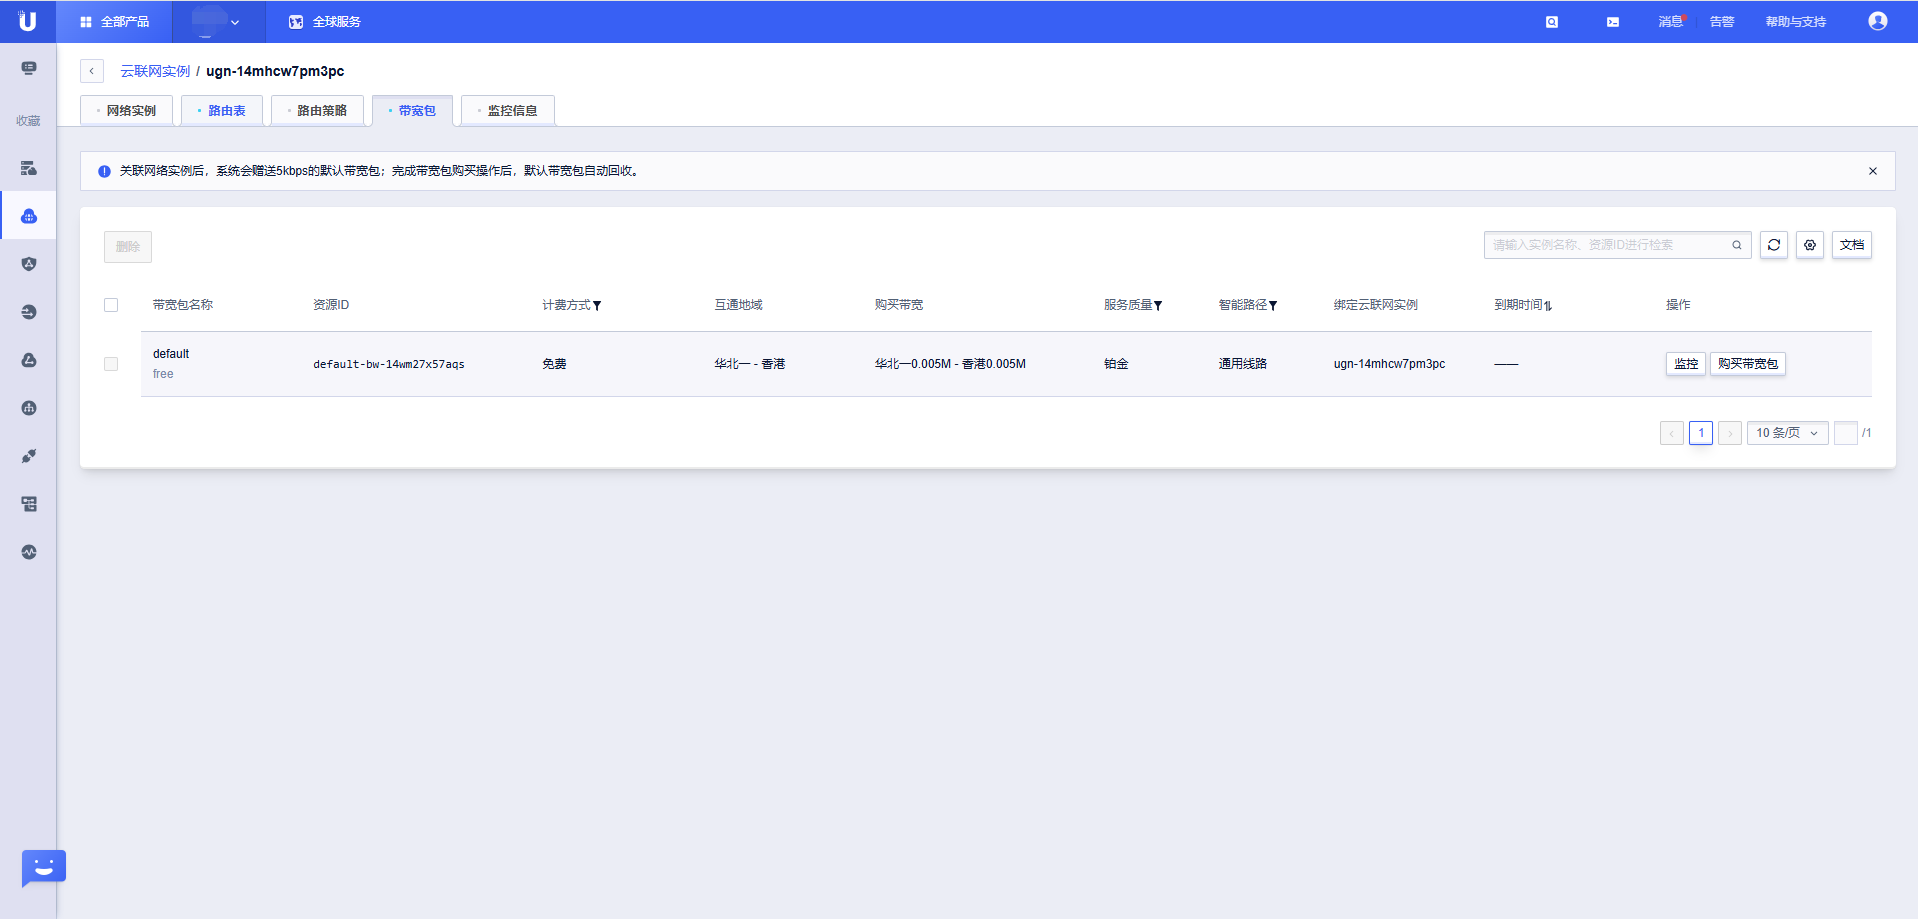 U
全部产品
全球服务
消息
告警
帮助与支持
收藏
云联网实例 / ugn-14mhcw7pm3pc
网络实例
路由表
路由策略
带宽包
监控信息
关联网络实例后，系统会赠送5kbps的默认带宽包；完成带宽包购买操作后，默认带宽包自动回收。
删除
请输入实例名称、资源ID进行检索
文档
带宽包名称 资源ID 计费方式 互通地域 购买带宽 服务质量 智能路径 绑定云联网实例 到期时间 操作
default
free
default-bw-14wm27x57aqs 免费 华北一 - 香港 华北一0.005M - 香港0.005M 铂金 通用线路 ugn-14mhcw7pm3pc —— 监控 购买带宽包
1 10 条/页 /1